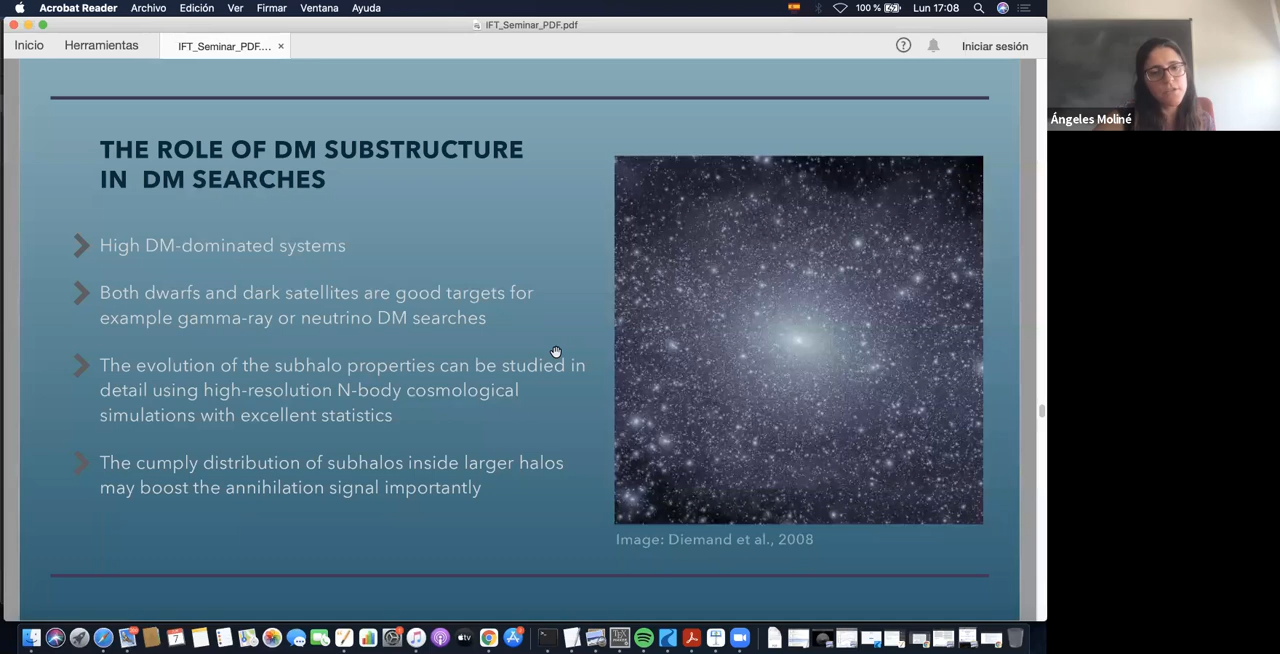 Acrobat Reader Archivo Edición Ver Firmar Ventana Ayuda
100 % Lun 17:08
IFT_Seminar_PDF.pdf
Inicio Herramientas IFT_Seminar_PDF.... × Iniciar sesión
THE ROLE OF DM SUBSTRUCTURE
IN DM SEARCHES
High DM-dominated systems
Both dwarfs and dark satellites are good targets for
example gamma-ray or neutrino DM searches
The evolution of the subhalo properties can be studied in
detail using high-resolution N-body cosmological
simulations with excellent statistics
The cumply distribution of subhalos inside larger halos
may boost the annihilation signal importantly
Image: Diemand et al., 2008
Ángeles Moliné